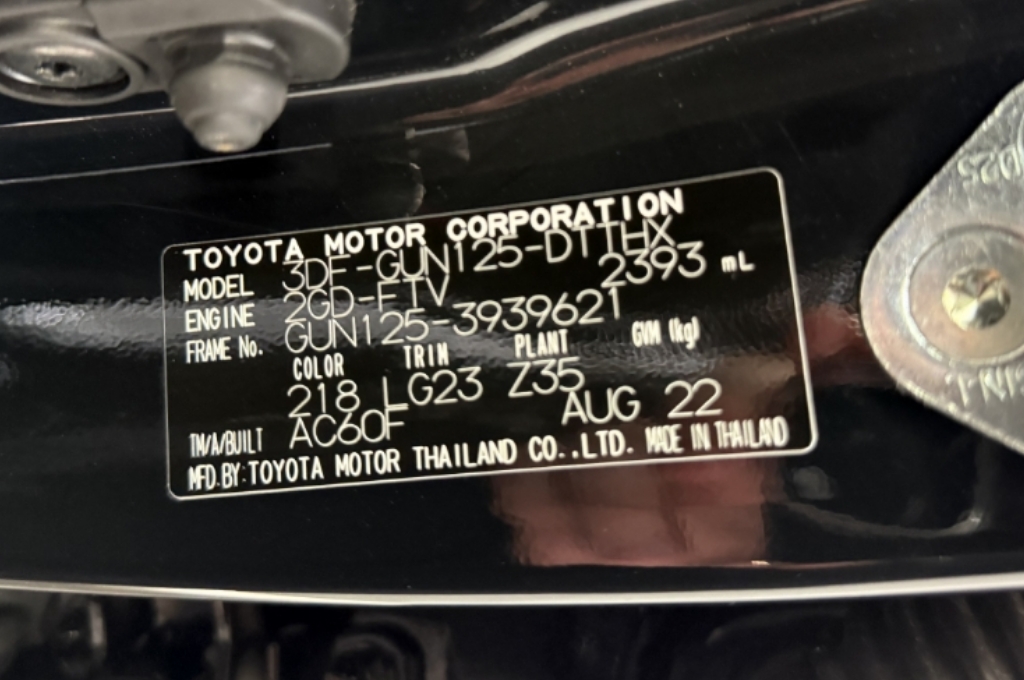 TOYOTA MOTOR CORPORATION
MODEL 3DF-GUN125-DTTHX
ENGINE 2GD-FTV 2393 mL
FRAME No. GUN125-3939621
COLOR TRIM PLANT GVM (kg)
218 LG23 Z35
TM/A/BUILT AC60F AUG 22
MFD.BY:TOYOTA MOTOR THAILAND CO.,LTD. MADE IN THAILAND